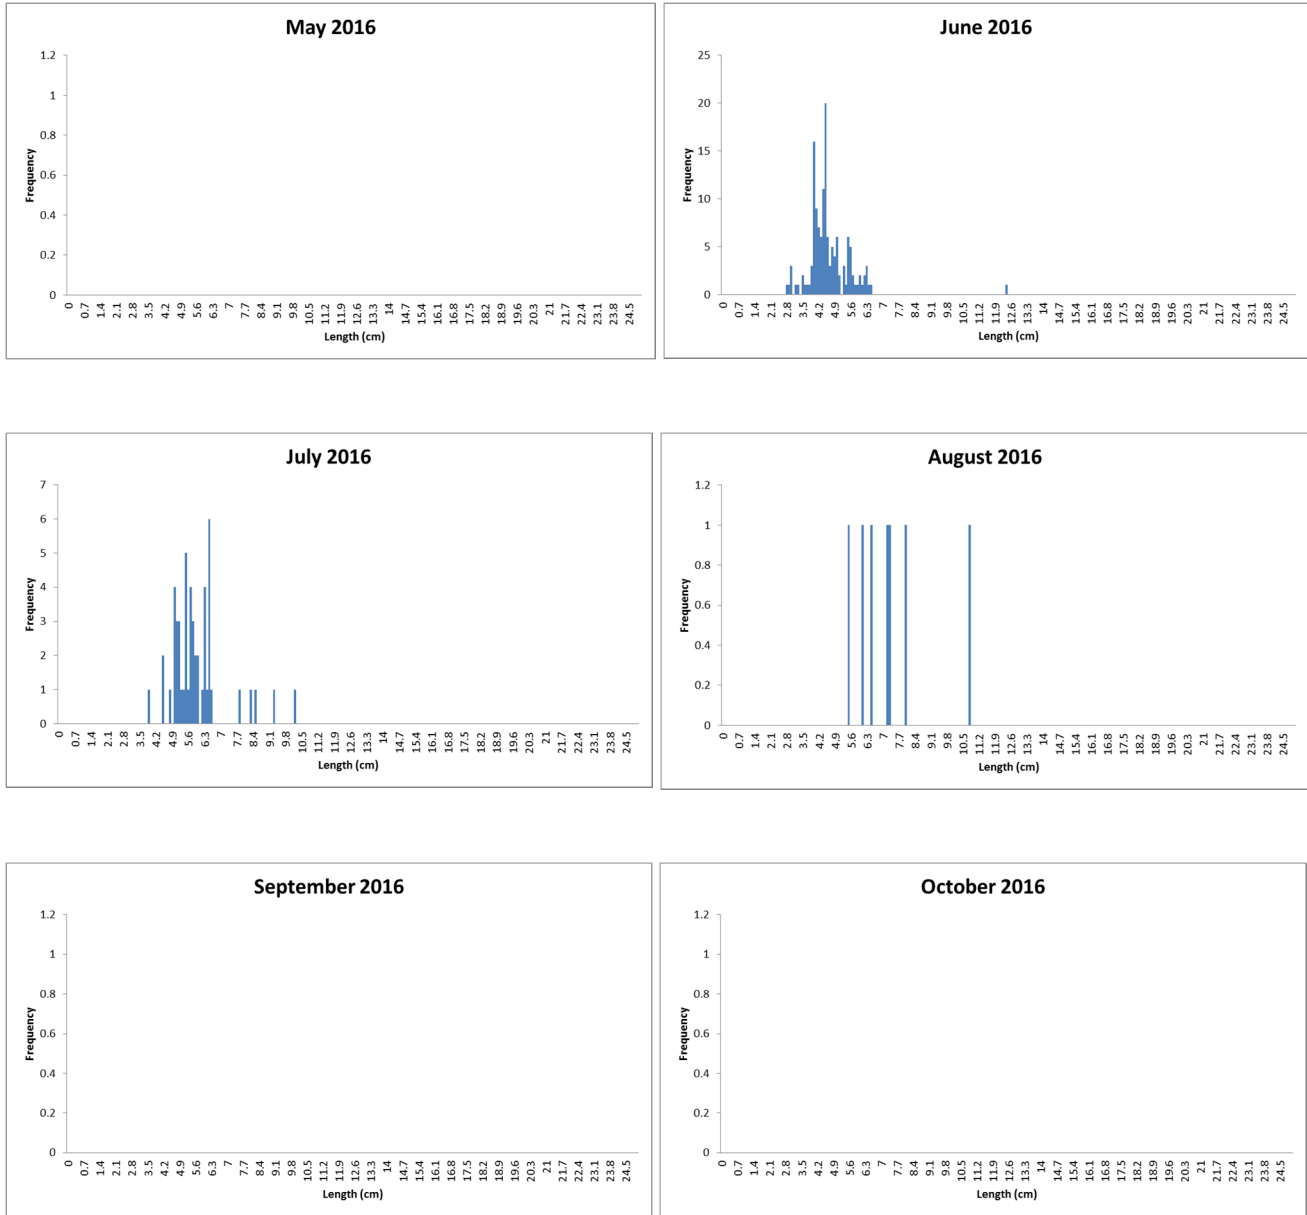 May 2016
1.2
1
0.8
0.6
0.4
0.2
0
Frequency
0 0.7 1.4 2.1 2.8 3.5 4.2 4.9 5.6 6.3 7 7.7 8.4 9.1 9.8 10.5 11.2 11.9 12.6 13.3 14 14.7 15.4 16.1 16.8 17.5 18.2 18.9 19.6 20.3 21 21.7 22.4 23.1 23.8 24.5
Length (cm)
June 2016
25
20
15
10
5
0
Frequency
0 0.7 1.4 2.1 2.8 3.5 4.2 4.9 5.6 6.3 7 7.7 8.4 9.1 9.8 10.5 11.2 11.9 12.6 13.3 14 14.7 15.4 16.1 16.8 17.5 18.2 18.9 19.6 20.3 21 21.7 22.4 23.1 23.8 24.5
Length (cm)
July 2016
7
6
5
4
3
2
1
0
Frequency
0 0.7 1.4 2.1 2.8 3.5 4.2 4.9 5.6 6.3 7 7.7 8.4 9.1 9.8 10.5 11.2 11.9 12.6 13.3 14 14.7 15.4 16.1 16.8 17.5 18.2 18.9 19.6 20.3 21 21.7 22.4 23.1 23.8 24.5
Length (cm)
August 2016
1.2
1
0.8
0.6
0.4
0.2
0
Frequency
0 0.7 1.4 2.1 2.8 3.5 4.2 4.9 5.6 6.3 7 7.7 8.4 9.1 9.8 10.5 11.2 11.9 12.6 13.3 14 14.7 15.4 16.1 16.8 17.5 18.2 18.9 19.6 20.3 21 21.7 22.4 23.1 23.8 24.5
Length (cm)
September 2016
1.2
1
0.8
0.6
0.4
0.2
0
Frequency
0 0.7 1.4 2.1 2.8 3.5 4.2 4.9 5.6 6.3 7 7.7 8.4 9.1 9.8 10.5 11.2 11.9 12.6 13.3 14 14.7 15.4 16.1 16.8 17.5 18.2 18.9 19.6 20.3 21 21.7 22.4 23.1 23.8 24.5
Length (cm)
October 2016
1.2
1
0.8
0.6
0.4
0.2
0
Frequency
0 0.7 1.4 2.1 2.8 3.5 4.2 4.9 5.6 6.3 7 7.7 8.4 9.1 9.8 10.5 11.2 11.9 12.6 13.3 14 14.7 15.4 16.1 16.8 17.5 18.2 18.9 19.6 20.3 21 21.7 22.4 23.1 23.8 24.5
Length (cm)